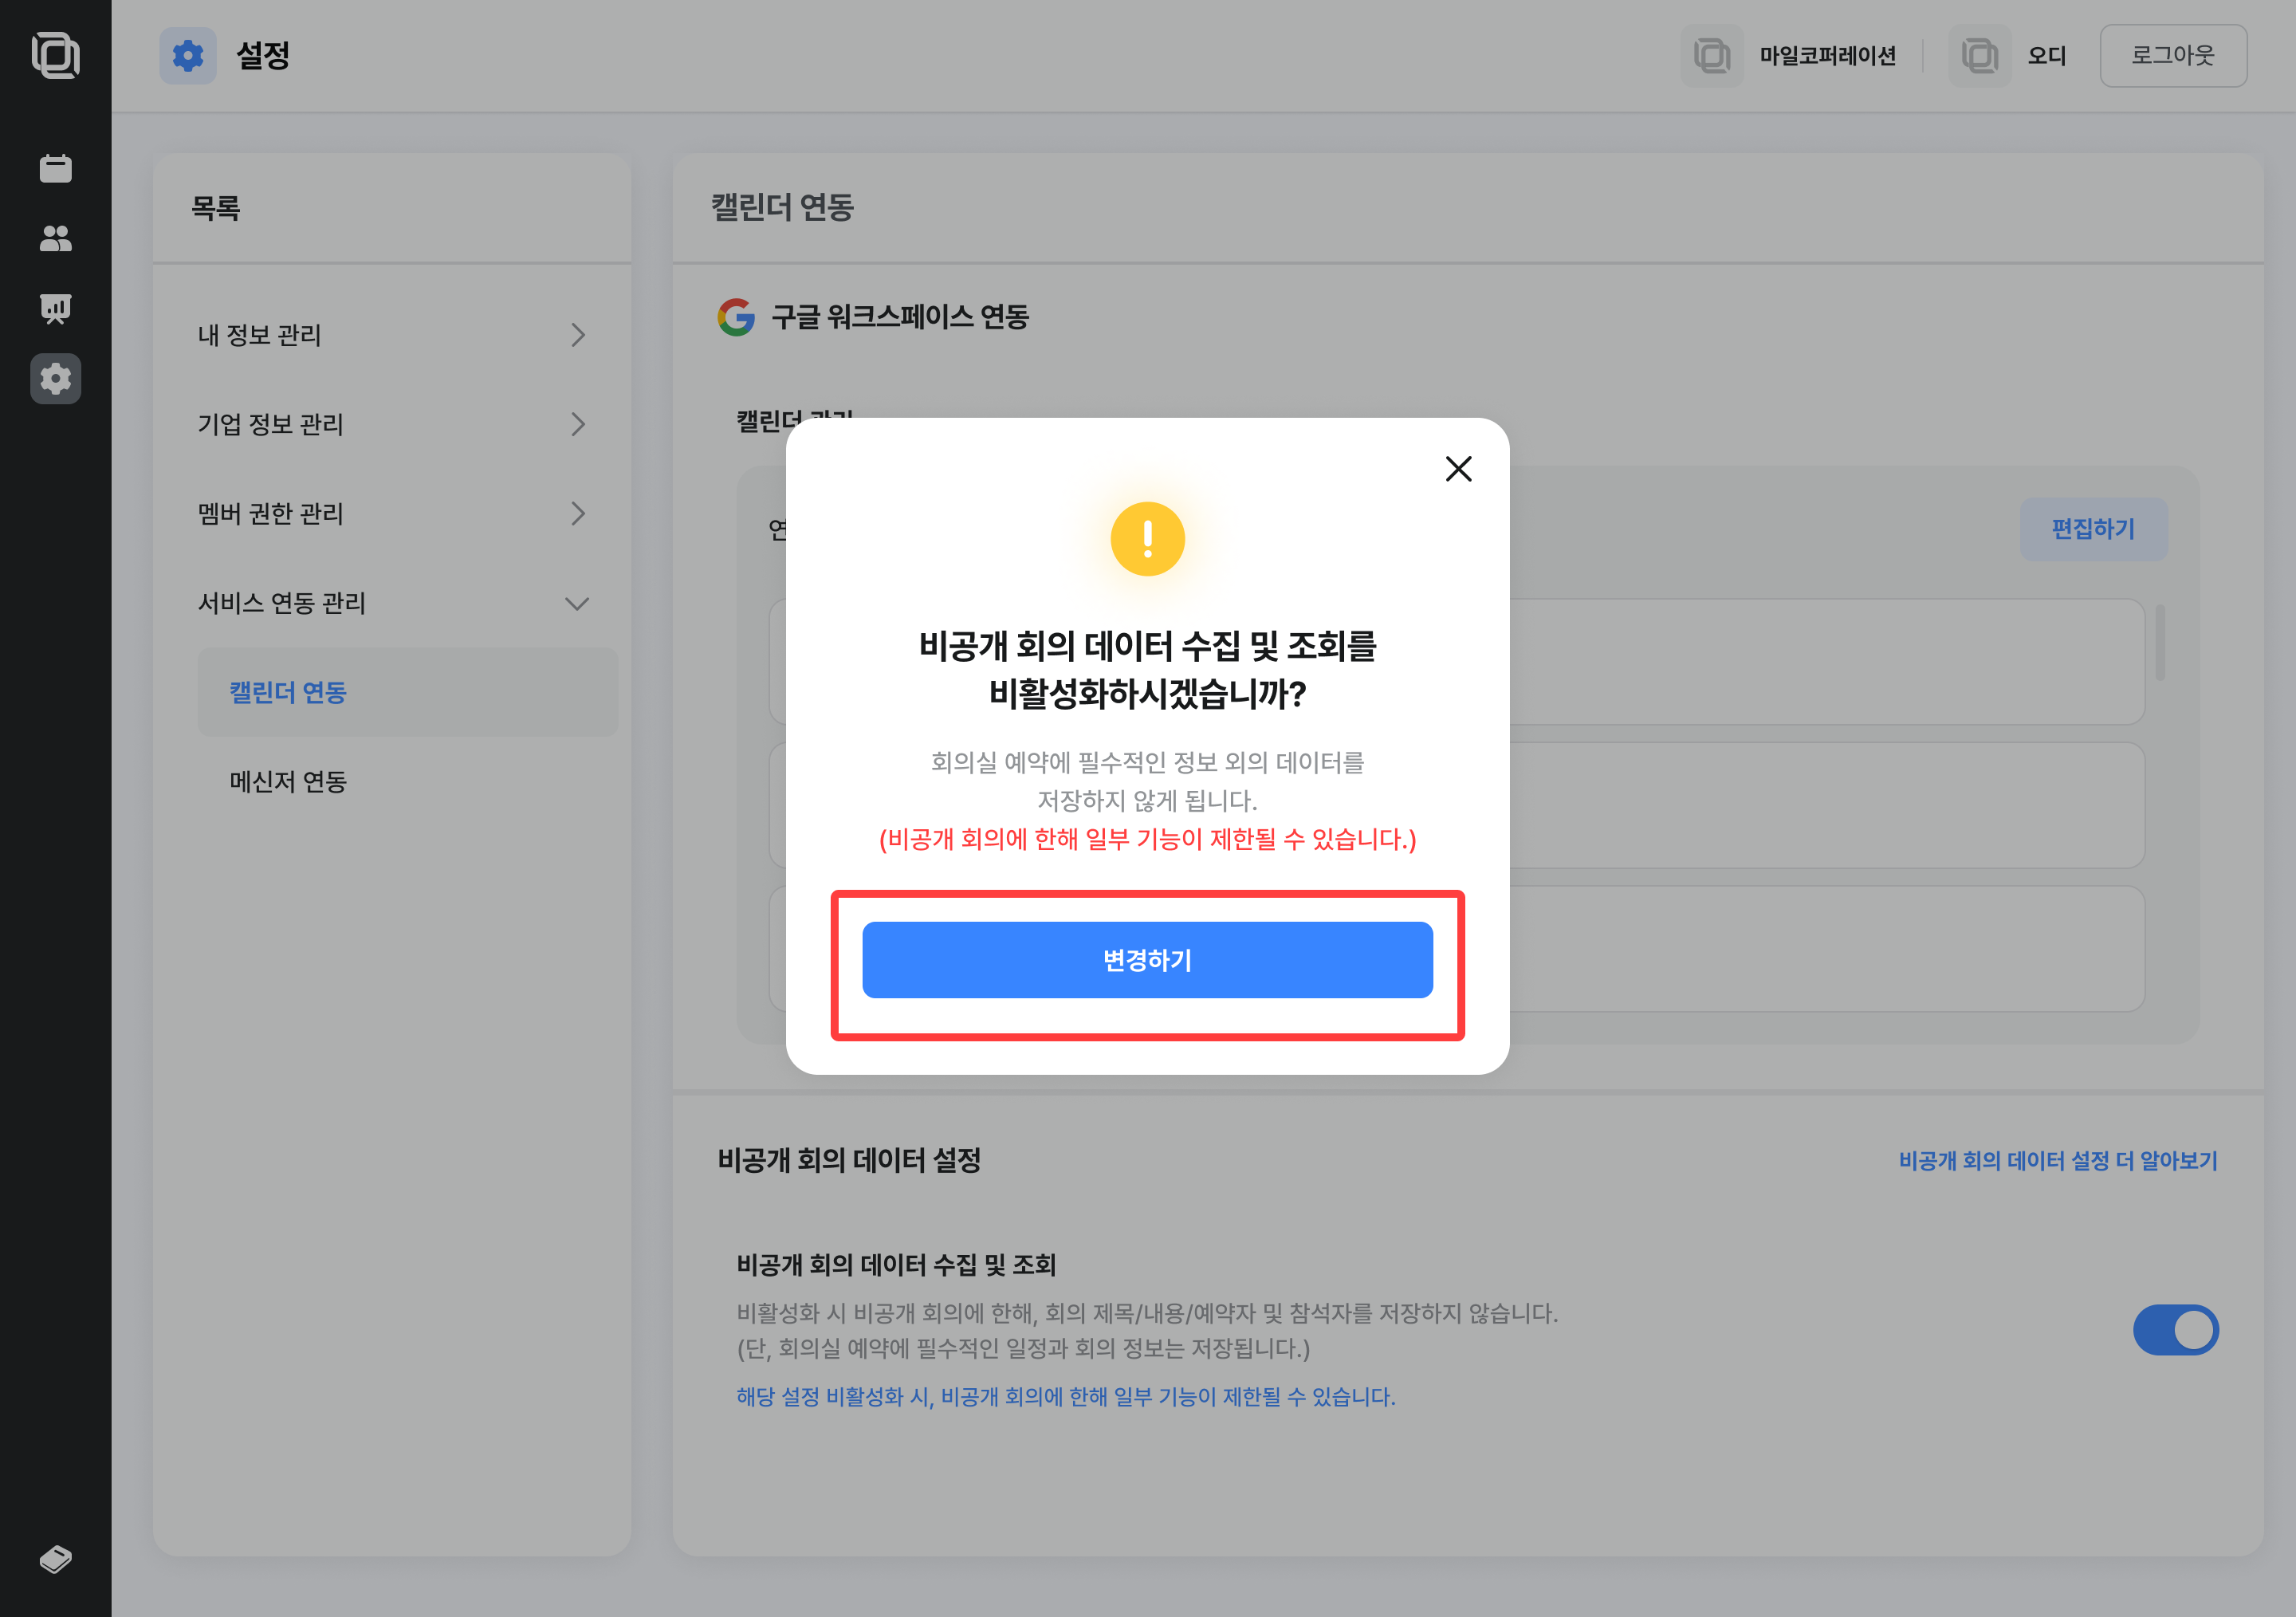 설정
마일코퍼레이션
오디
로그아웃
목록
내 정보 관리
기업 정보 관리
멤버 권한 관리
서비스 연동 관리
캘린더 연동
메신저 연동
캘린더 연동
구글 워크스페이스 연동
캘린더 관리
편집하기
비공개 회의 데이터 수집 및 조회를
비활성화하시겠습니까?
회의실 예약에 필수적인 정보 외의 데이터를
저장하지 않게 됩니다.
(비공개 회의에 한해 일부 기능이 제한될 수 있습니다.)
변경하기
비공개 회의 데이터 설정
비공개 회의 데이터 설정 더 알아보기
비공개 회의 데이터 수집 및 조회
비활성화 시 비공개 회의에 한해, 회의 제목/내용/예약자 및 참석자를 저장하지 않습니다.
(단, 회의실 예약에 필수적인 일정과 회의 정보는 저장됩니다.)
해당 설정 비활성화 시, 비공개 회의에 한해 일부 기능이 제한될 수 있습니다.